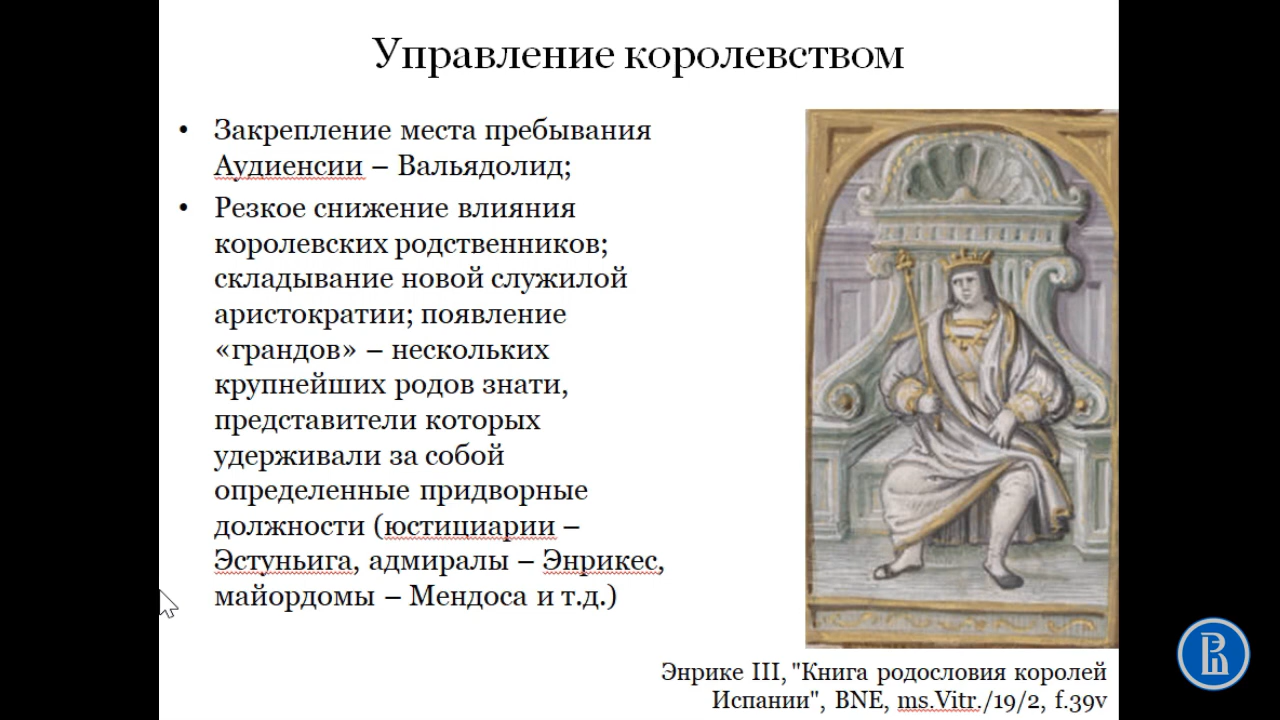 Управление королевством
• Закрепление места пребывания
Аудиенсии – Вальядолид;
• Резкое снижение влияния
королевских родственников;
складывание новой служилой
аристократии; появление
«грандов» – нескольких
крупнейших родов знати,
представители которых
удерживали за собой
определенные придворные
должности (юстициарии –
Эстуньига, адмиралы – Энрикес,
майордомы – Мендоса и т.д.)
Энрике III, "Книга родословия королей
Испании", BNE, ms.Vitr./19/2, f.39v